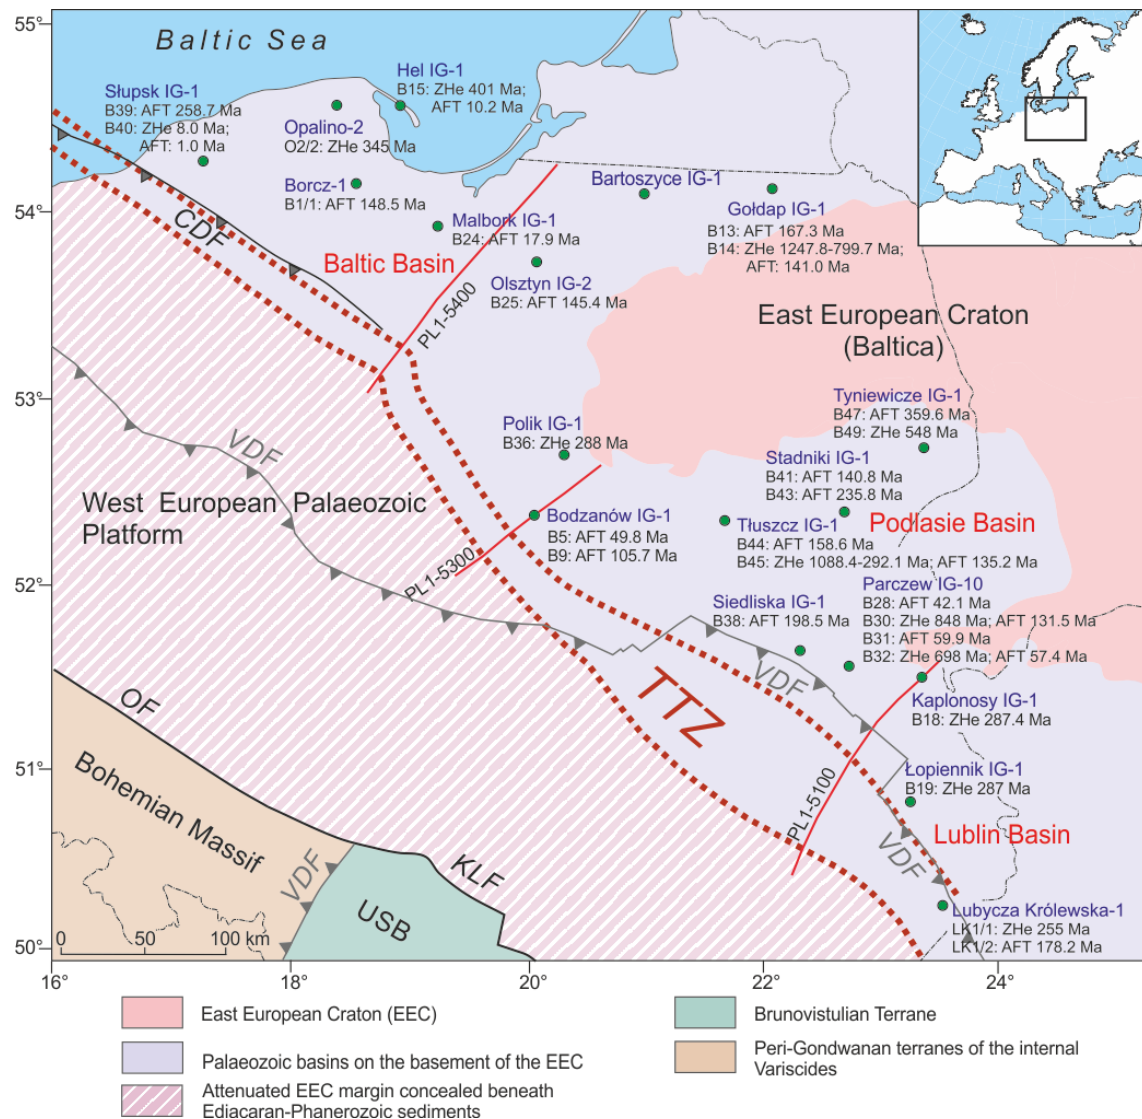 55°
54°
53°
52°
51°
50°
Baltic Sea
Słupsk IG-1
B39: AFT 258.7 Ma
B40: ZHe 8.0 Ma;
AFT: 1.0 Ma
Hel IG-1
B15: ZHe 401 Ma;
AFT 10.2 Ma
Opalino-2
O2/2: ZHe 345 Ma
Borcz-1
B1/1: AFT 148.5 Ma
Malbork IG-1
B24: AFT 17.9 Ma
Bartoszyce IG-1
Gołdap IG-1
B13: AFT 167.3 Ma
B14: ZHe 1247.8-799.7 Ma;
AFT: 141.0 Ma
CDF
Baltic Basin
Olsztyn IG-2
B25: AFT 145.4 Ma
PL1-5400
East European Craton
(Baltica)
Tyniewicze IG-1
B47: AFT 359.6 Ma
B49: ZHe 548 Ma
Polik IG-1
B36: ZHe 288 Ma
VDF
Stadniki IG-1
B41: AFT 140.8 Ma
B43: AFT 235.8 Ma
West European Palaeozoic
Platform
Bodzanów IG-1
B5: AFT 49.8 Ma
B9: AFT 105.7 Ma
Podlasie Basin
Tłuszcz IG-1
B44: AFT 158.6 Ma
B45: ZHe 1088.4-292.1 Ma; AFT 135.2 Ma
PL1-5300
Parczew IG-10
B28: AFT 42.1 Ma
B30: ZHe 848 Ma; AFT 131.5 Ma
B31: AFT 59.9 Ma
B32: ZHe 698 Ma; AFT 57.4 Ma
Siedliska IG-1
B38: AFT 198.5 Ma
VDF
TTZ
Kaplonosy IG-1
B18: ZHe 287.4 Ma
OF
Łopiennik IG-1
B19: ZHe 287 Ma
PL1-5100
Bohemian Massif
Lublin Basin
VDF
VDF
KLF
USB
Lubycza Królewska-1
LK1/1: ZHe 255 Ma
LK1/2: AFT 178.2 Ma
0 50 100 km
16° 18° 20° 22° 24°
East European Craton (EEC)
Palaeozoic basins on the basement of the EEC
Attenuated EEC margin concealed beneath
Ediacaran-Phanerozoic sediments
Brunovistulian Terrane
Peri-Gondwanan terranes of the internal
Variscides